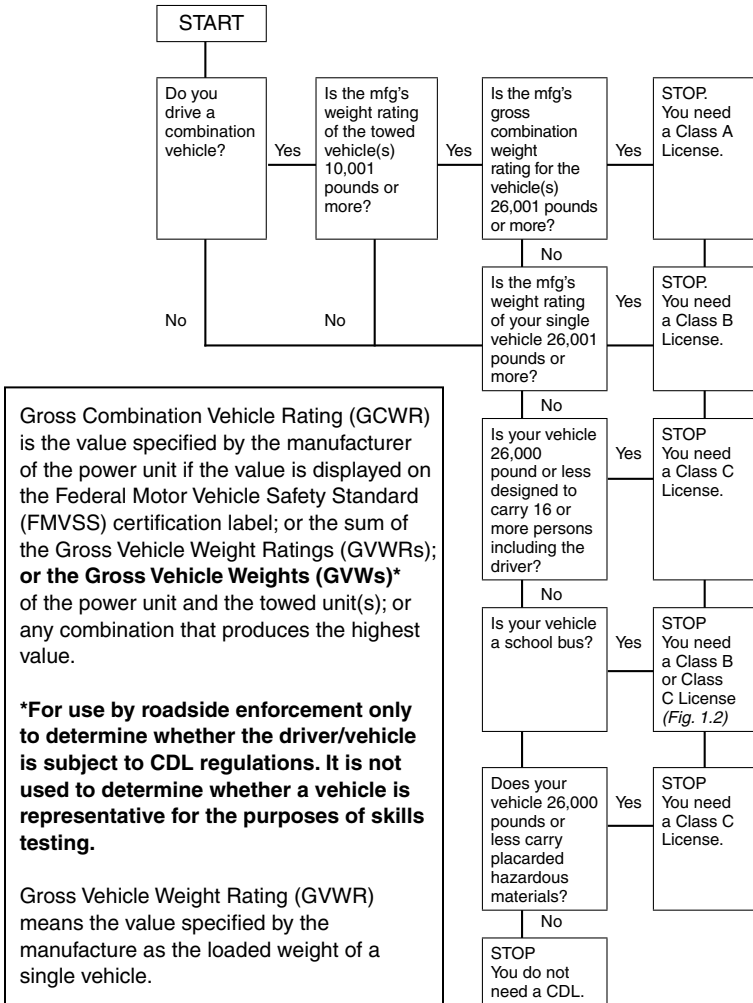 START
Do you
drive a
combination
vehicle?
Yes
Is the mfg's
weight rating
of the towed
vehicle(s)
10,001
pounds or
more?
Yes
Is the mfg's
gross
combination
weight
rating for the
vehicle(s)
26,001 pounds
or more?
Yes
STOP.
You need
a Class A
License.
No
No
No
Is the mfg's
weight rating
of your single
vehicle 26,001
pounds or
more?
Yes
STOP.
You need
a Class B
License.
No
Is your vehicle
26,000
pound or less
designed to
carry 16 or
more persons
including the
driver?
Yes
STOP
You need
a Class C
License.
No
Is your vehicle
a school bus?
Yes
STOP
You need
a Class B
or Class
C License
(Fig. 1.2)
Does your
vehicle 26,000
pounds or
less carry
placarded
hazardous
materials?
Yes
STOP
You need
a Class C
License.
No
STOP
You do not
need a CDL.
Gross Combination Vehicle Rating (GCWR)
is the value specified by the manufacturer
of the power unit if the value is displayed on
the Federal Motor Vehicle Safety Standard
(FMVSS) certification label; or the sum of
the Gross Vehicle Weight Ratings (GVWRs);
or the Gross Vehicle Weights (GVWs)*
of the power unit and the towed unit(s); or
any combination that produces the highest
value.
*For use by roadside enforcement only
to determine whether the driver/vehicle
is subject to CDL regulations. It is not
used to determine whether a vehicle is
representative for the purposes of skills
testing.
Gross Vehicle Weight Rating (GVWR)
means the value specified by the
manufacture as the loaded weight of a
single vehicle.